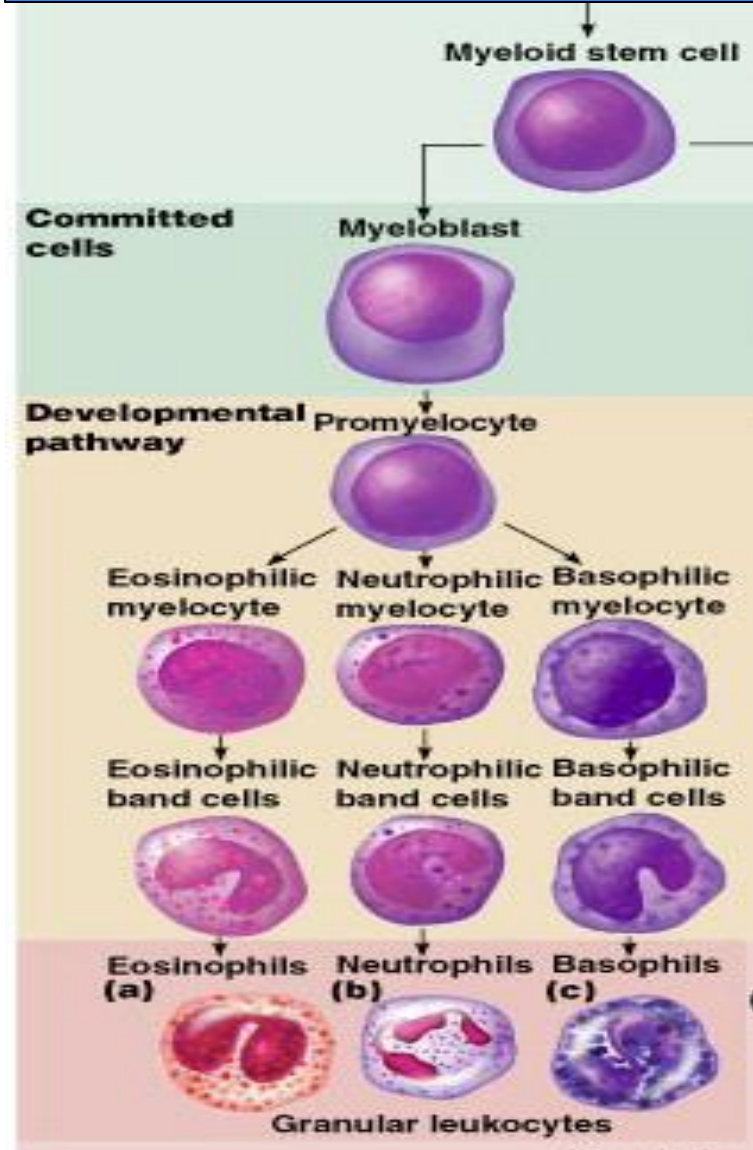 Myeloid stem cell
Committed
cells
Myeloblast
Developmental
pathway
Promyelocyte
Eosinophilic
myelocyte
Neutrophilic
myelocyte
Basophilic
myelocyte
Eosinophilic
band cells
Neutrophilic
band cells
Basophilic
band cells
Eosinophils
(a)
Neutrophils
(b)
Basophils
(c)
Granular leukocytes